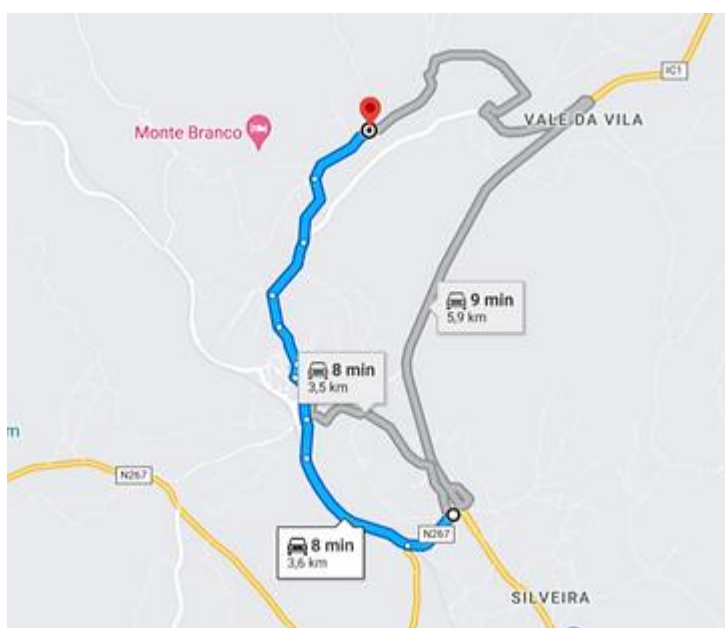 IC1
VALE DA VILA
Monte Branco
9 min
5,9 km
8 min
3,5 km
m
N267
N267
8 min
3,6 km
SILVEIRA